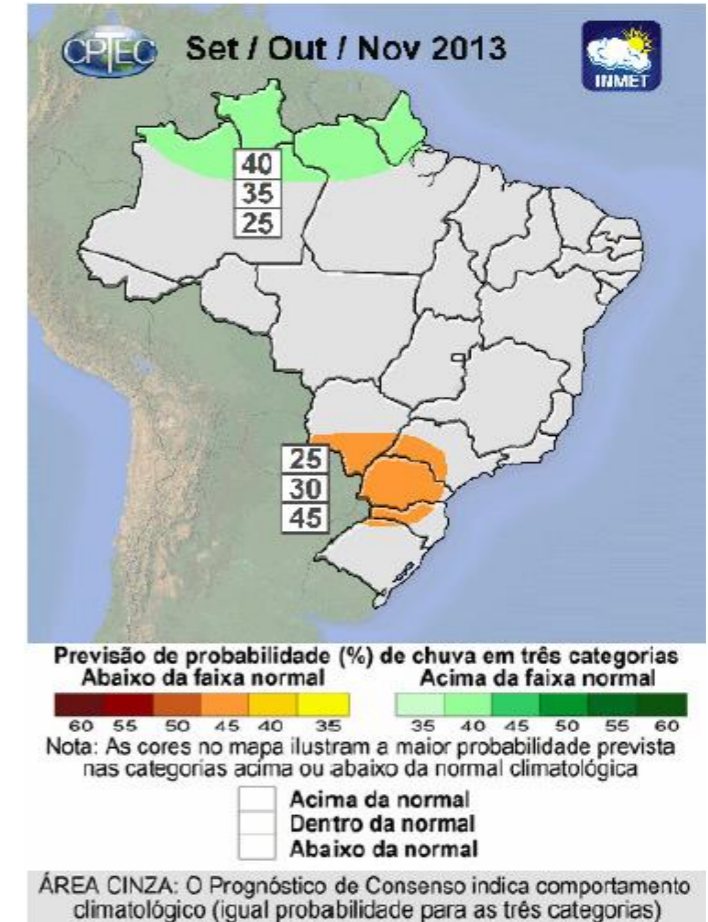 CPTEC
Set / Out / Nov 2013
INMET
40
35
25
25
30
45
Previsão de probabilidade (%) de chuva em três categorias
Abaixo da faixa normal
Acima da faixa normal
60 55 50 45 40 35
35 40 45 50 55 60
Nota: As cores no mapa ilustram a maior probabilidade prevista
nas categorias acima ou abaixo da normal climatológica
Acima da normal
Dentro da normal
Abaixo da normal
ÁREA CINZA: O Prognóstico de Consenso indica comportamento
climatológico (igual probabilidade para as três categorias)